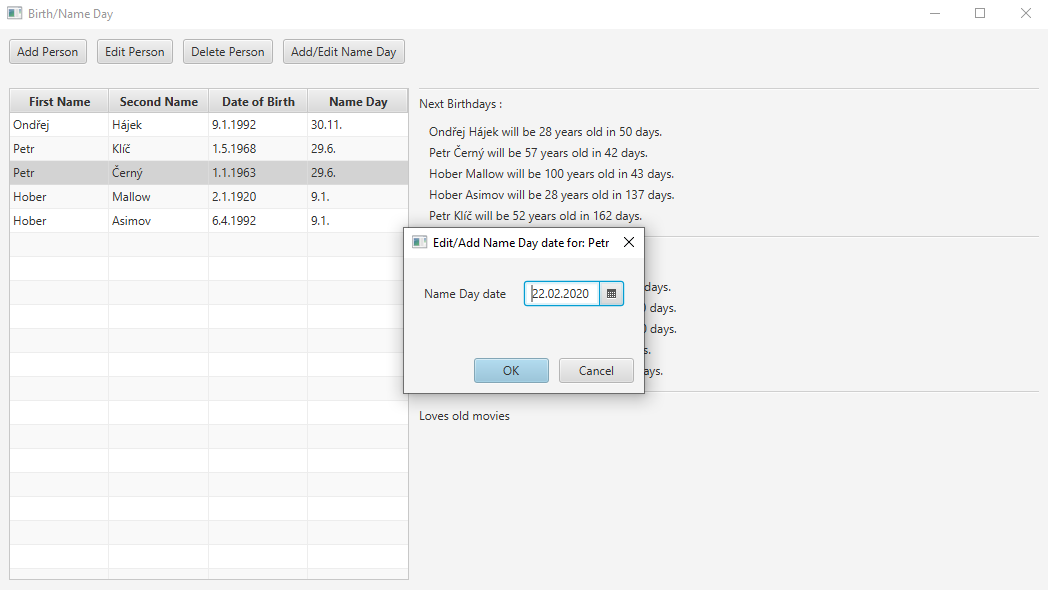 Birth/Name Day
Add Person Edit Person Delete Person Add/Edit Name Day
First Name Second Name Date of Birth Name Day
Ondřej Hájek 9.1.1992 30.11.
Petr Klíč 1.5.1968 29.6.
Petr Černý 1.1.1963 29.6.
Hober Mallow 2.1.1920 9.1.
Hober Asimov 6.4.1992 9.1.
Next Birthdays :
Ondřej Hájek will be 28 years old in 50 days.
Petr Černý will be 57 years old in 42 days.
Hober Mallow will be 100 years old in 43 days.
Hober Asimov will be 28 years old in 137 days.
Petr Klíč will be 52 years old in 162 days.
Edit/Add Name Day date for: Petr
Name Day date 22.02.2020
OK Cancel
days.
days.
days.
Loves old movies